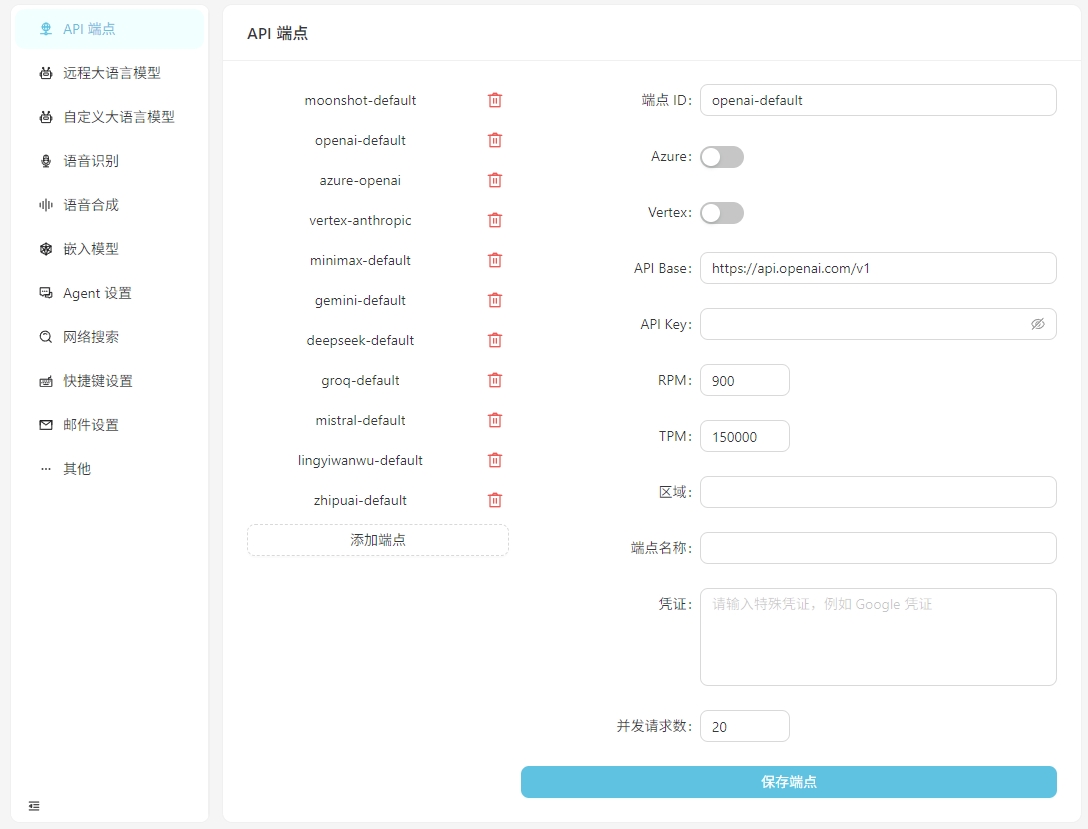 API 端点
远程大语言模型
自定义大语言模型
语音识别
语音合成
嵌入模型
Agent 设置
网络搜索
快捷键设置
邮件设置
其他
API 端点
moonshot-default
openai-default
azure-openai
vertex-anthropic
minimax-default
gemini-default
deepseek-default
groq-default
mistral-default
lingyiwanwu-default
zhipuai-default
添加端点
端点 ID: openai-default
Azure:
Vertex:
API Base: https://api.openai.com/v1
API Key:
RPM: 900
TPM: 150000
区域:
端点名称:
凭证: 请输入特殊凭证，例如 Google 凭证
并发请求数: 20
保存端点